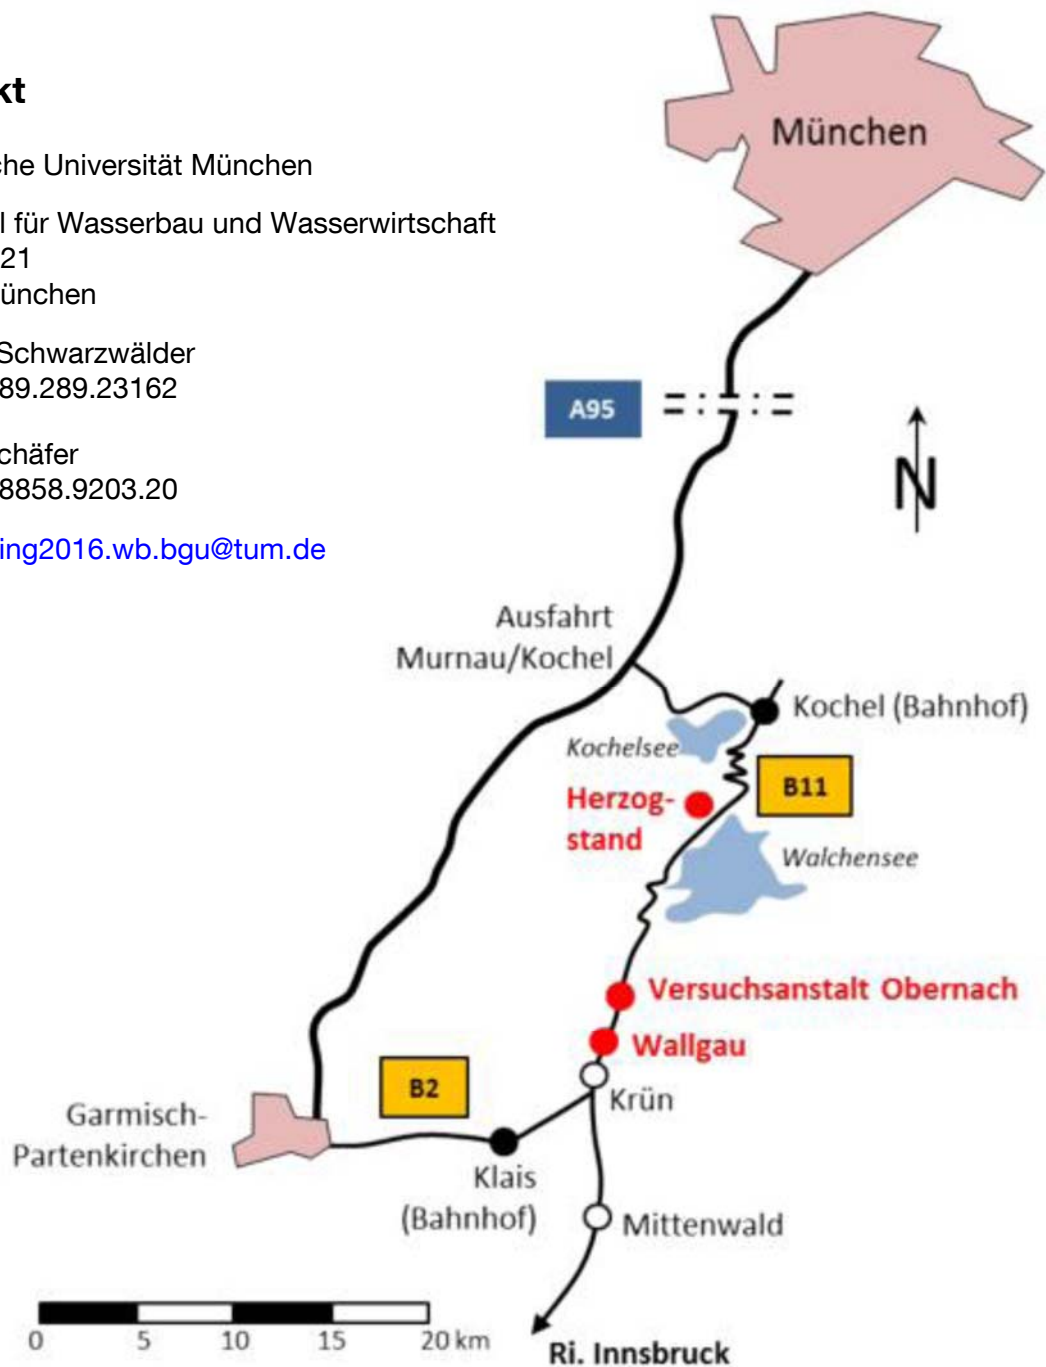 kt
che Universität München
l für Wasserbau und Wasserwirtschaft
21
ünchen
Schwarzwälder
89.289.23162
chäfer
8858.9203.20
ing2016.wb.bgu@tum.de
München
A95
N
Ausfahrt
Murnau/Kochel
Kochel (Bahnhof)
Kochelsee
B11
Herzog-
stand
Walchensee
Versuchsanstalt Obernach
Wallgau
B2
Krün
Garmisch-
Partenkirchen
Klais
(Bahnhof)
Mittenwald
0 5 10 15 20 km
Ri. Innsbruck